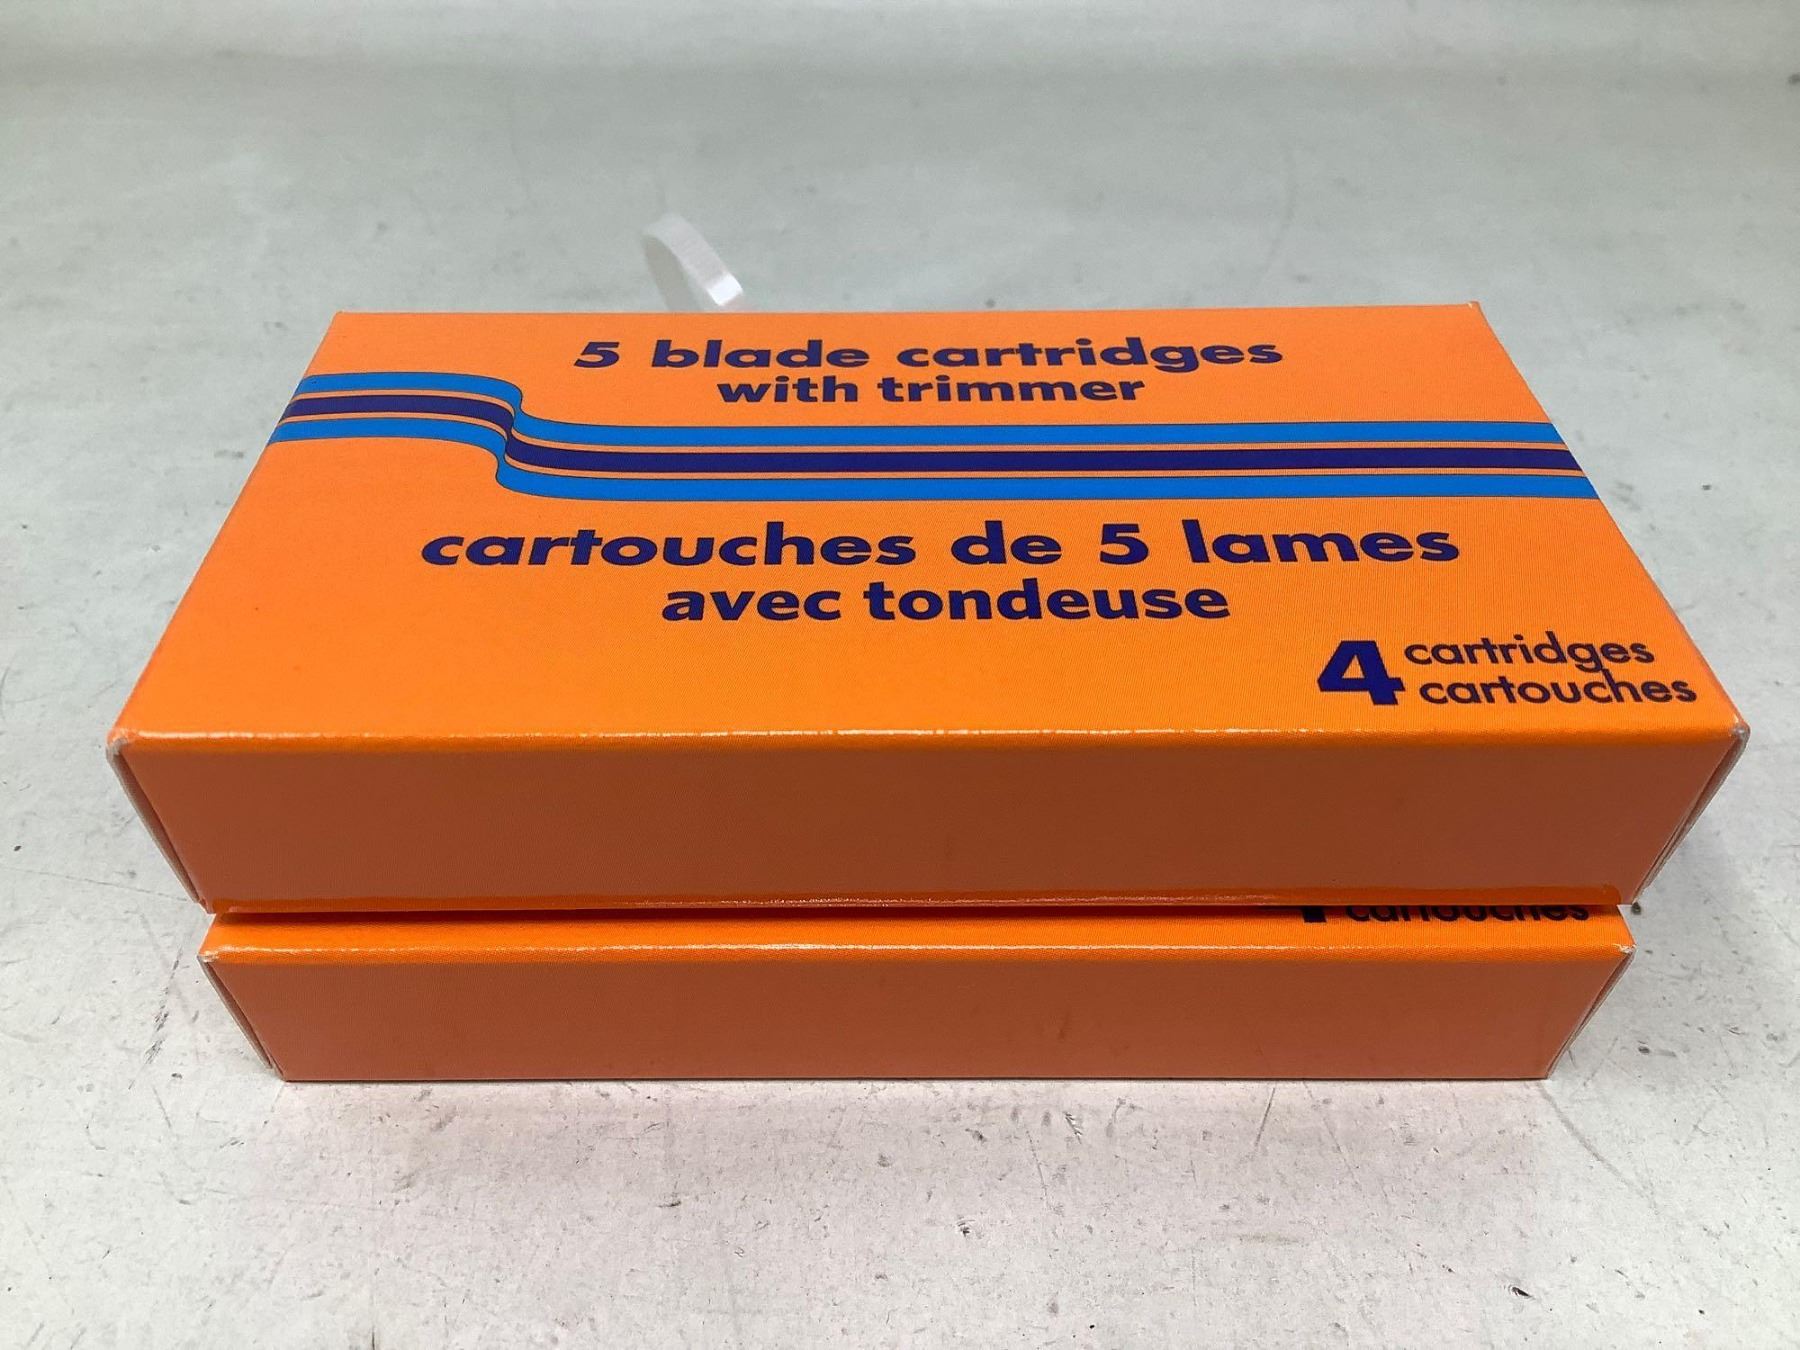 5 blade cartridges
with trimmer
cartouches de 5 lames
avec tondeuse
4 cartridges
cartouches
cartouches